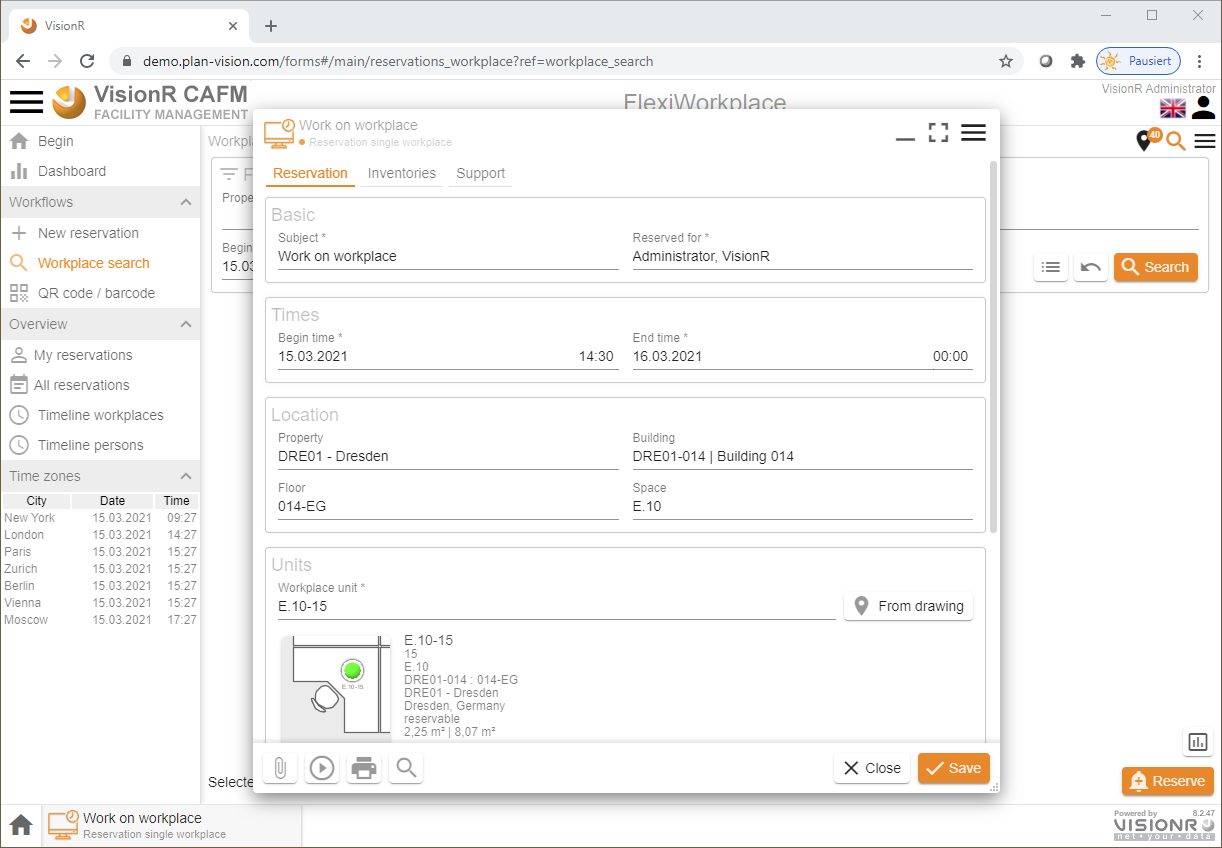 VisionR
demo.plan-vision.com/forms#/main/reservations_workplace?ref=workplace_search
Pausiert
VisionR CAFM
FACILITY MANAGEMENT
FlexiWorkplace
VisionR Administrator
Begin
Dashboard
Workflows
New reservation
Workplace search
QR code / barcode
Overview
My reservations
All reservations
Timeline workplaces
Timeline persons
Time zones
City Date Time
New York 15.03.2021 09:27
London 15.03.2021 14:27
Paris 15.03.2021 15:27
Zurich 15.03.2021 15:27
Berlin 15.03.2021 15:27
Vienna 15.03.2021 15:27
Moscow 15.03.2021 17:27
Workpl
40
F
Prope
Begin
15.03
Search
Work on workplace
Reservation single workplace
Reservation Inventories Support
Basic
Subject * Reserved for *
Work on workplace Administrator, VisionR
Times
Begin time * End time *
15.03.2021 14:30 16.03.2021 00:00
Location
Property Building
DRE01 - Dresden DRE01-014 | Building 014
Floor Space
014-EG E.10
Units
Workplace unit *
E.10-15
From drawing
E.10-15
E.10-15
15
E.10
DRE01-014 : 014-EG
DRE01 - Dresden
Dresden, Germany
reservable
2,25 m² | 8,07 m²
Close Save
Selecte
Reserve
Work on workplace
Reservation single workplace
Powered by 8.2.47
VISIONR
net·your·data